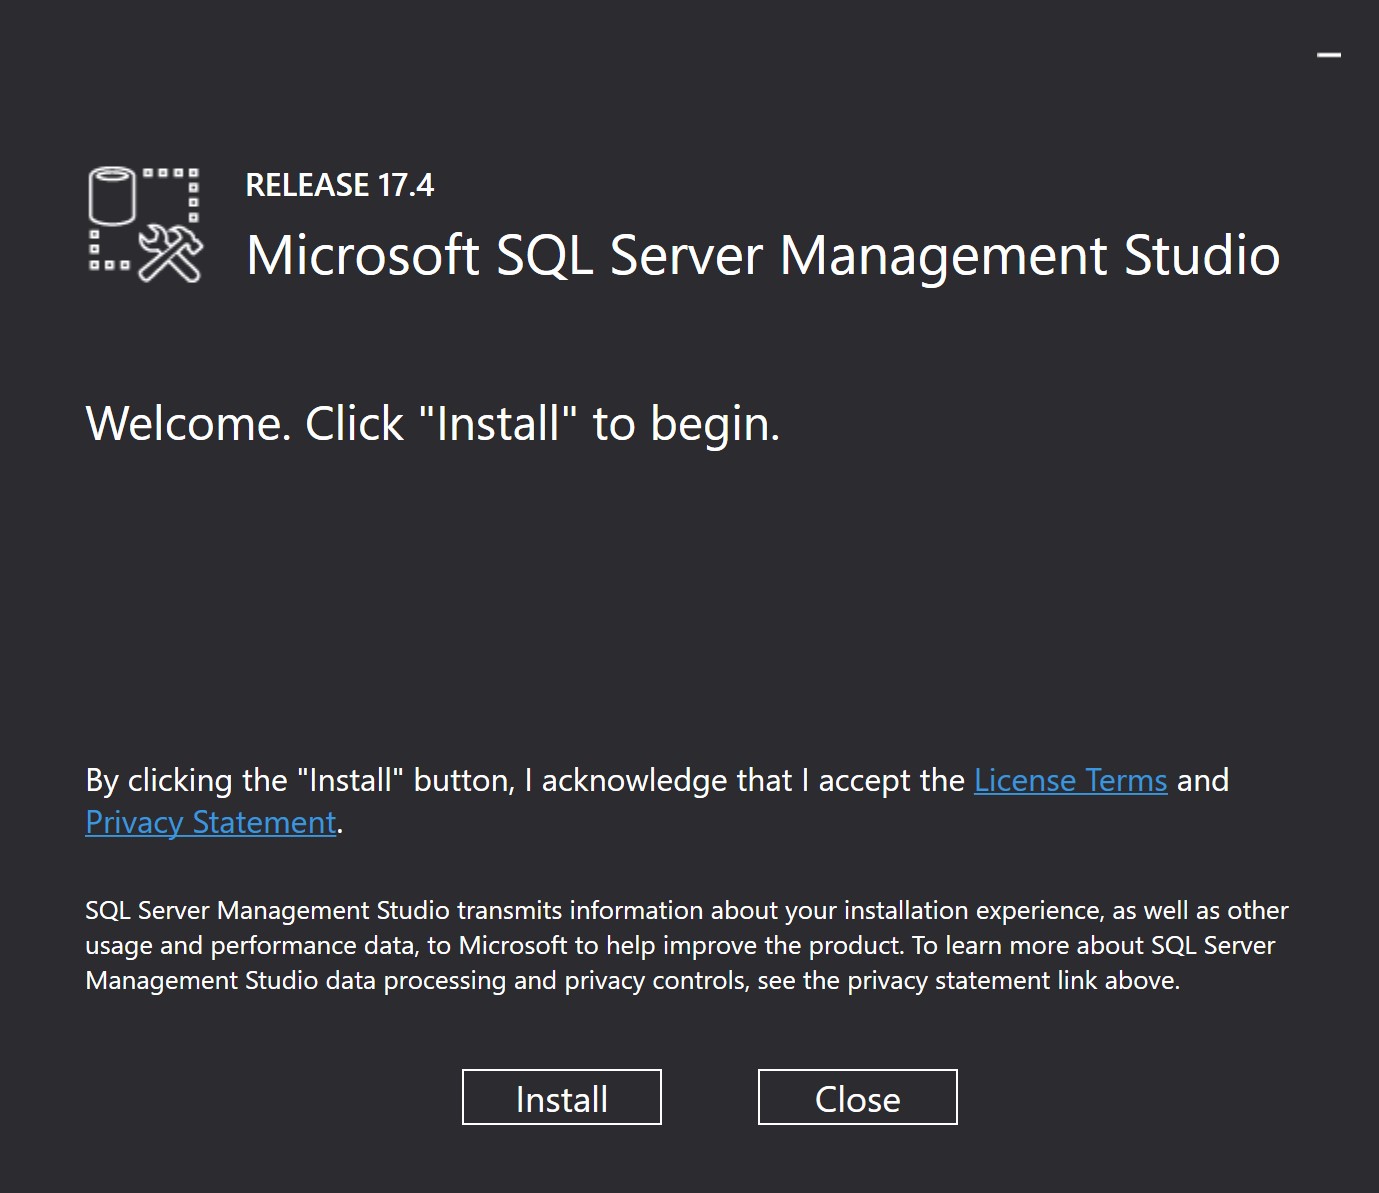 RELEASE 17.4
Microsoft SQL Server Management Studio
Welcome. Click "Install" to begin.
By clicking the "Install" button, I acknowledge that I accept the License Terms and
Privacy Statement.
SQL Server Management Studio transmits information about your installation experience, as well as other
usage and performance data, to Microsoft to help improve the product. To learn more about SQL Server
Management Studio data processing and privacy controls, see the privacy statement link above.
Install
Close